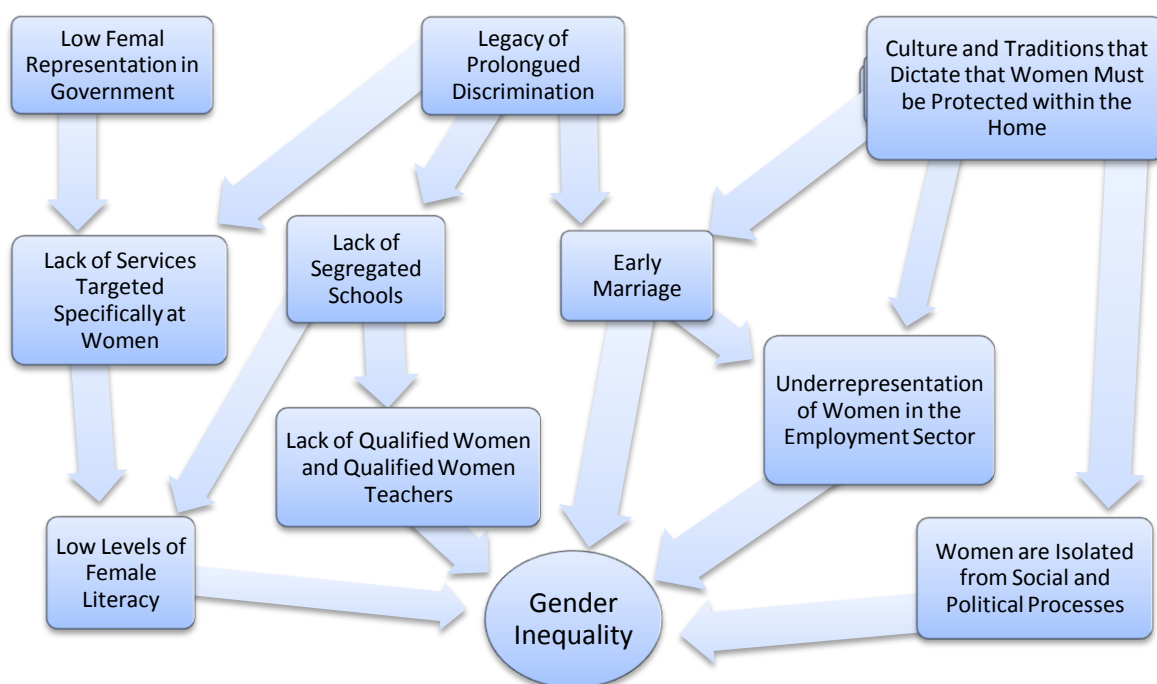 Low Femal
Representation in
Government
Legacy of
Prolongued
Discrimination
Culture and Traditions that
Dictate that Women Must
be Protected within the
Home
Lack of Services
Targeted
Specifically at
Women
Lack of
Segregated
Schools
Early
Marriage
Underrepresentation
of Women in the
Employment Sector
Lack of Qualified Women
and Qualified Women
Teachers
Low Levels of
Female
Literacy
Gender
Inequality
Women are Isolated
from Social and
Political Processes